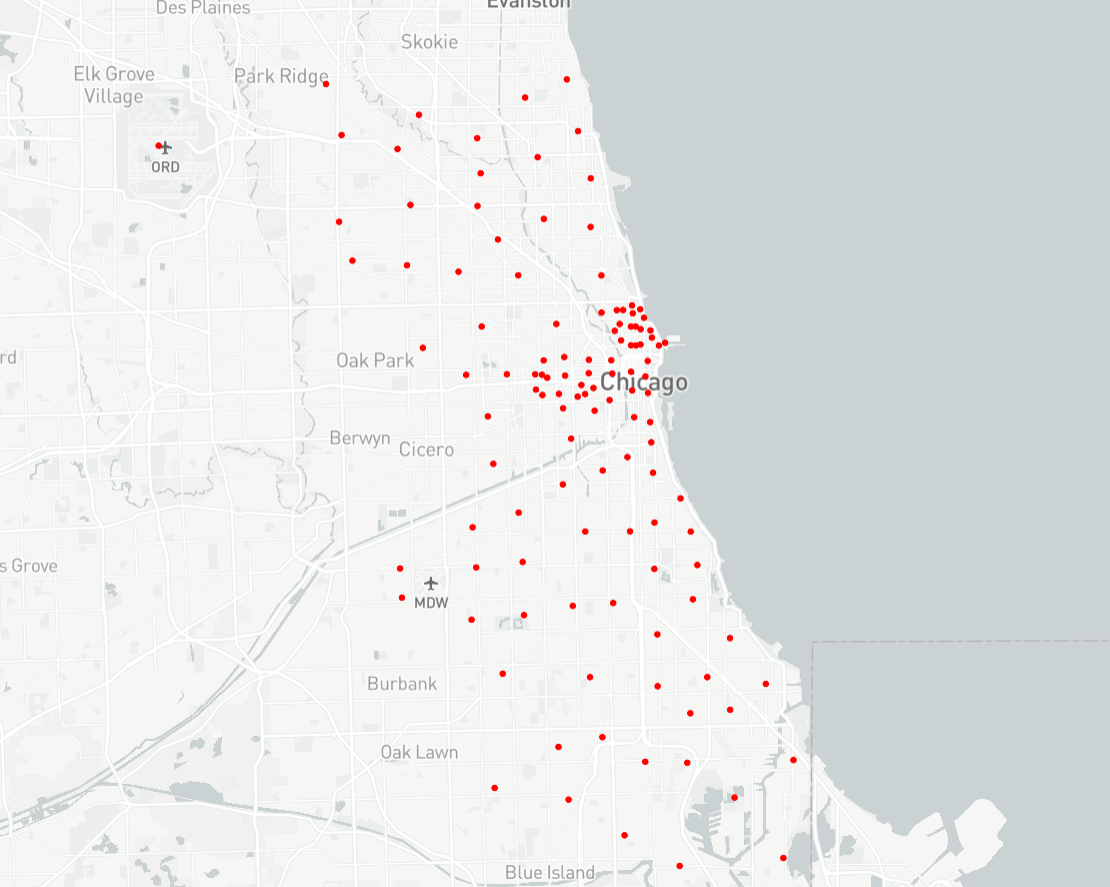 Des Plaines
Evanston
Skokie
Elk Grove
Village
Park Ridge
ORD
rd
Oak Park
Chicago
Berwyn
Cicero
s Grove
MDW
Burbank
Oak Lawn
Blue Island